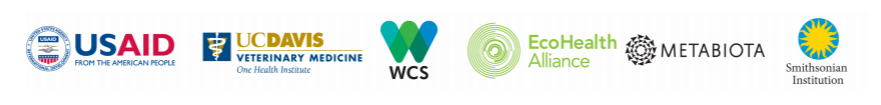 USAID
USAID
FROM THE AMERICAN PEOPLE
UCDAVIS
VETERINARY MEDICINE
One Health Institute
WCS
EcoHealth
Alliance
METABIOTA
Smithsonian
Institution